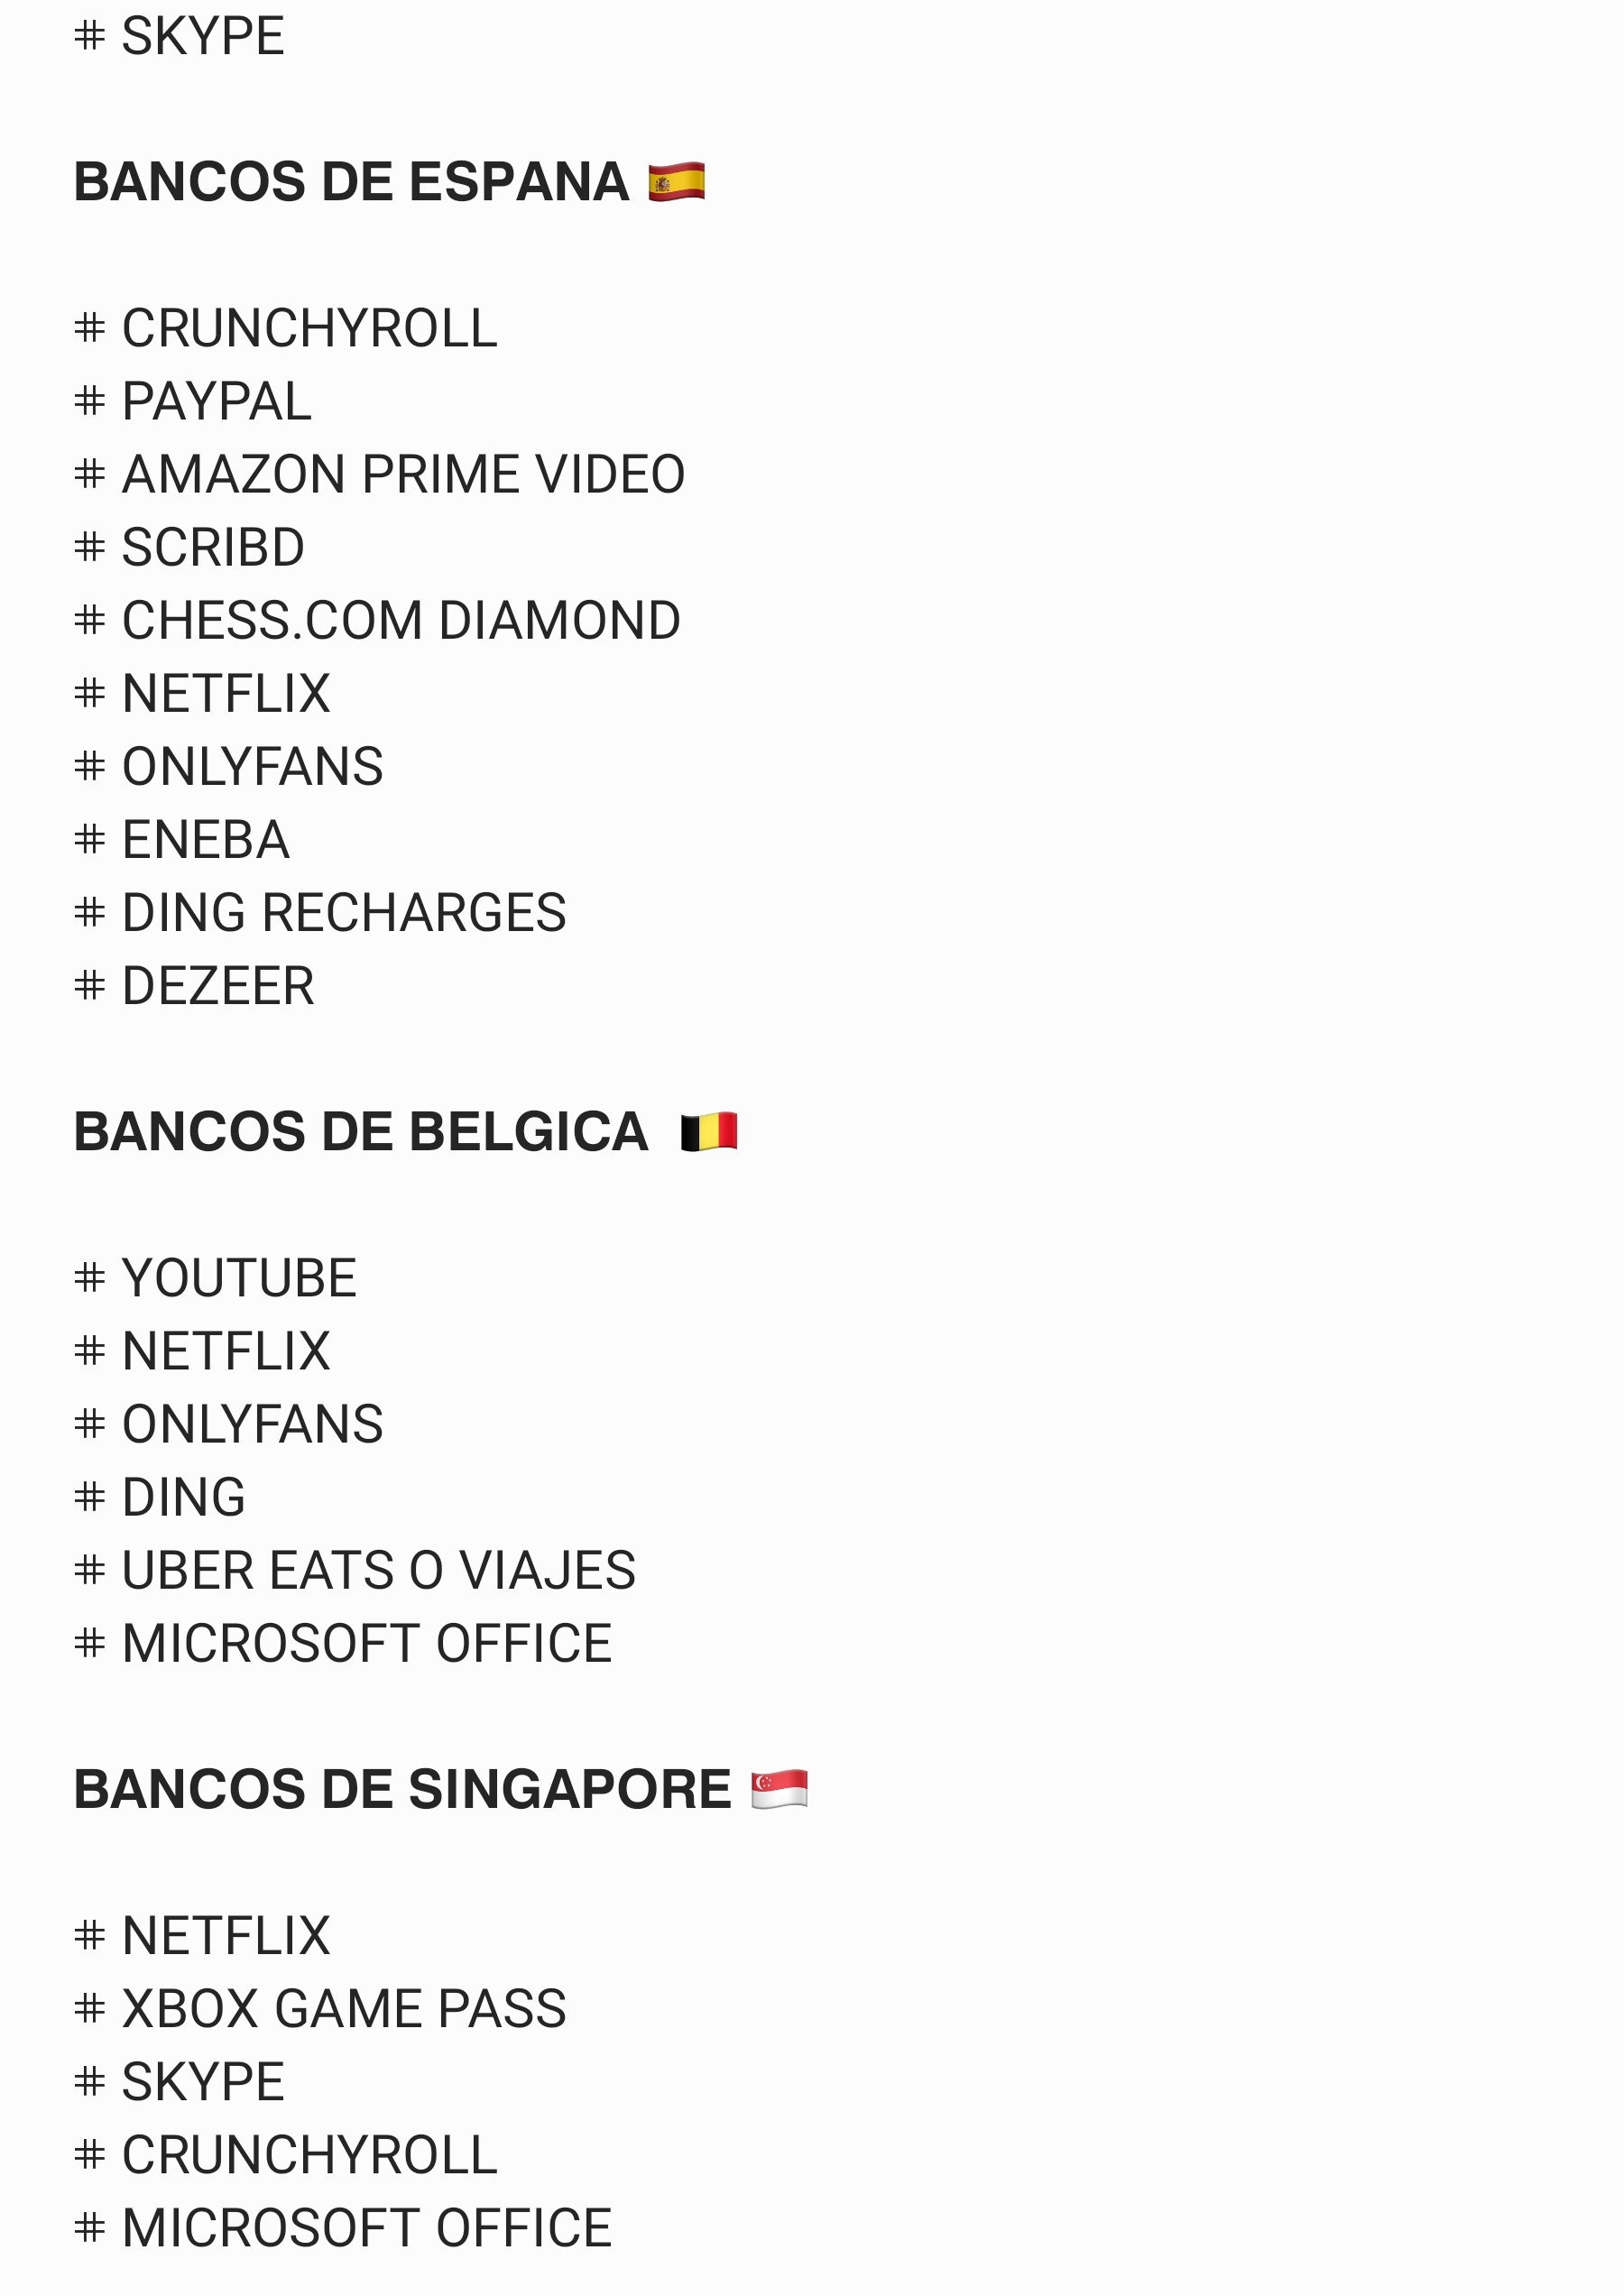 # SKYPE
BANCOS DE ESPANA 🇪🇸
# CRUNCHYROLL
# PAYPAL
# AMAZON PRIME VIDEO
# SCRIBD
# CHESS.COM DIAMOND
# NETFLIX
# ONLYFANS
# ENEBA
# DING RECHARGES
# DEZEER
BANCOS DE BELGICA 🇧🇪
# YOUTUBE
# NETFLIX
# ONLYFANS
# DING
# UBER EATS O VIAJES
# MICROSOFT OFFICE
BANCOS DE SINGAPORE 🇸🇬
# NETFLIX
# XBOX GAME PASS
# SKYPE
# CRUNCHYROLL
# MICROSOFT OFFICE